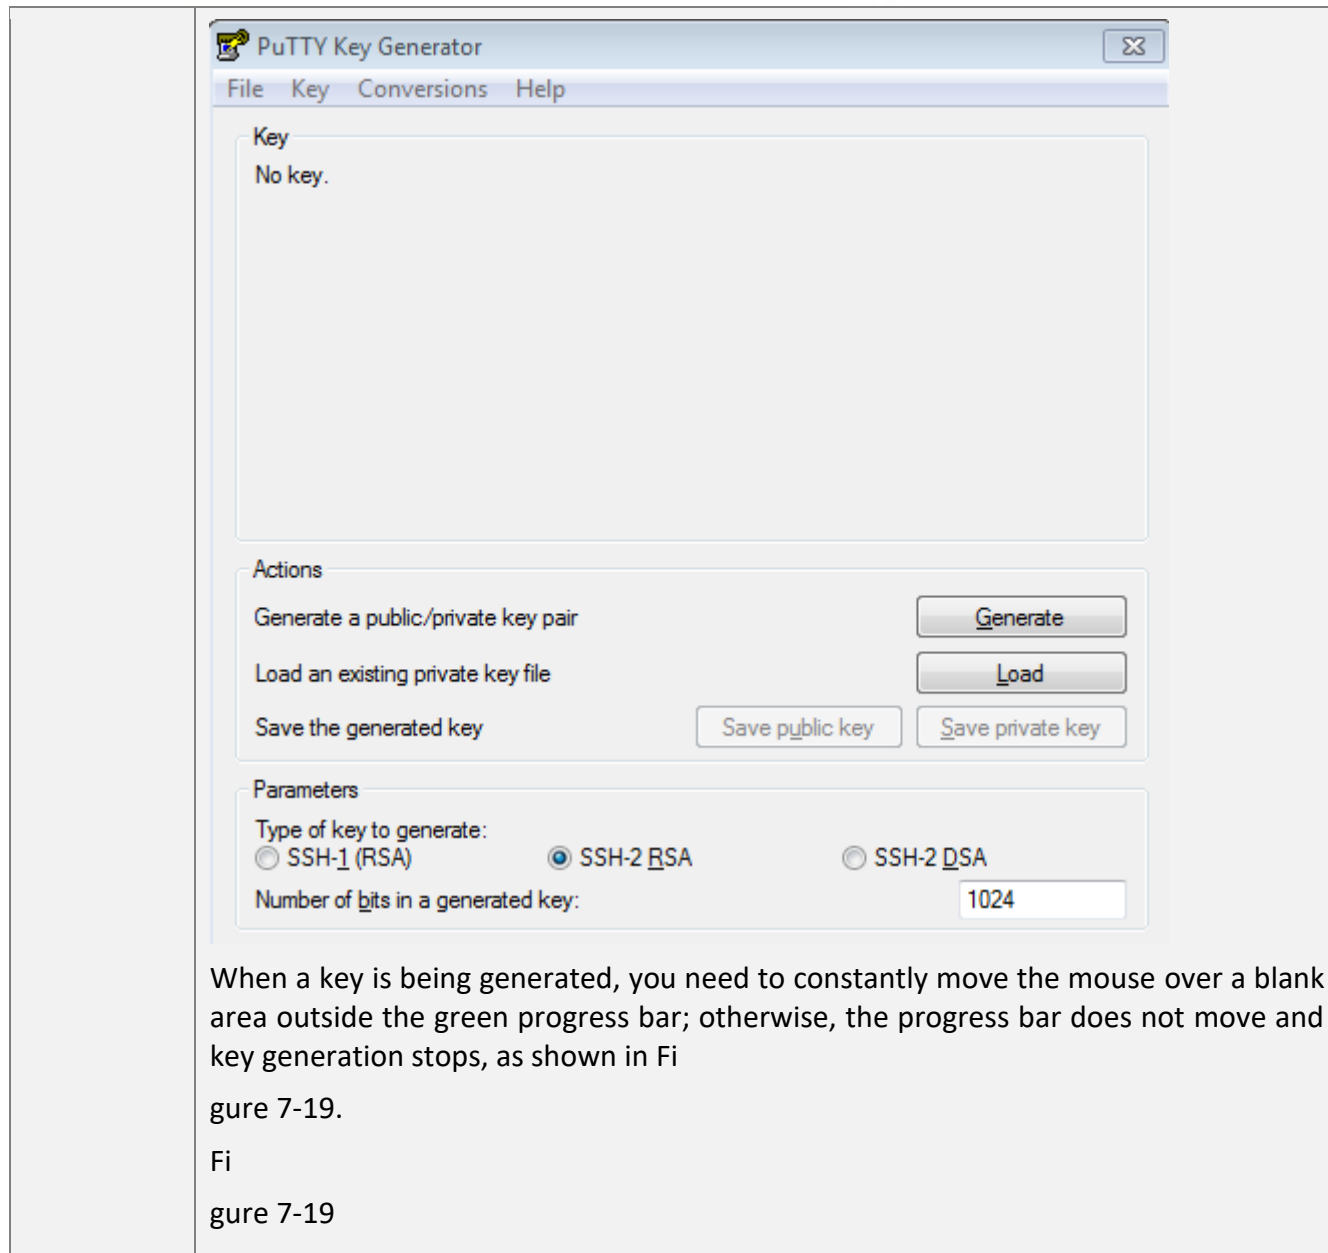 PuTTY Key Generator
File Key Conversions Help
Key
No key.
Actions
Generate a public/private key pair Generate
Load an existing private key file Load
Save the generated key Save public key Save private key
Parameters
Type of key to generate:
SSH-1 (RSA) SSH-2 RSA SSH-2 DSA
Number of bits in a generated key: 1024
When a key is being generated, you need to constantly move the mouse over a blank
area outside the green progress bar; otherwise, the progress bar does not move and
key generation stops, as shown in Fi
gure 7-19.
Fi
gure 7-19